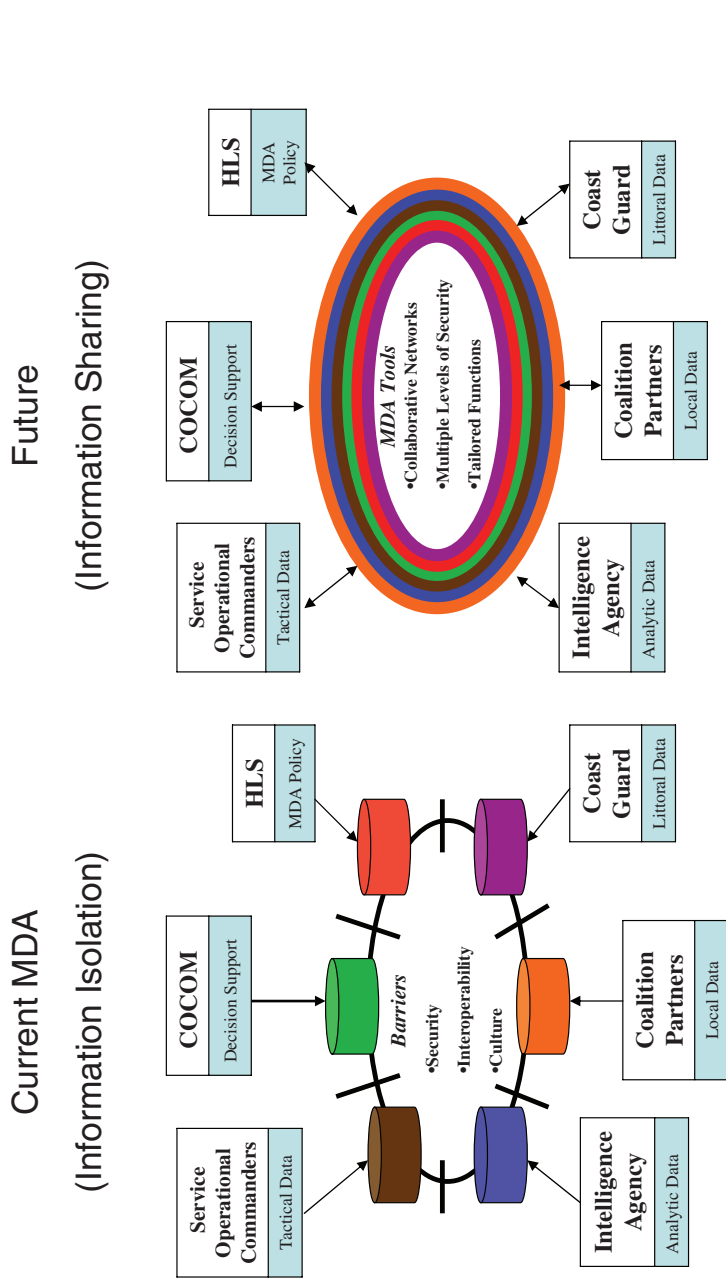 Current MDA
(Information Isolation)
Service
Operational
Commanders
Tactical Data
COCOM
Decision Support
HLS
MDA Policy
Barriers
•Security
•Interoperability
•Culture
Intelligence
Agency
Analytic Data
Coalition
Partners
Local Data
Coast
Guard
Littoral Data
Future
(Information Sharing)
Service
Operational
Commanders
Tactical Data
COCOM
Decision Support
HLS
MDA
Policy
MDA Tools
•Collaborative Networks
•Multiple Levels of Security
•Tailored Functions
Intelligence
Agency
Analytic Data
Coalition
Partners
Local Data
Coast
Guard
Littoral Data